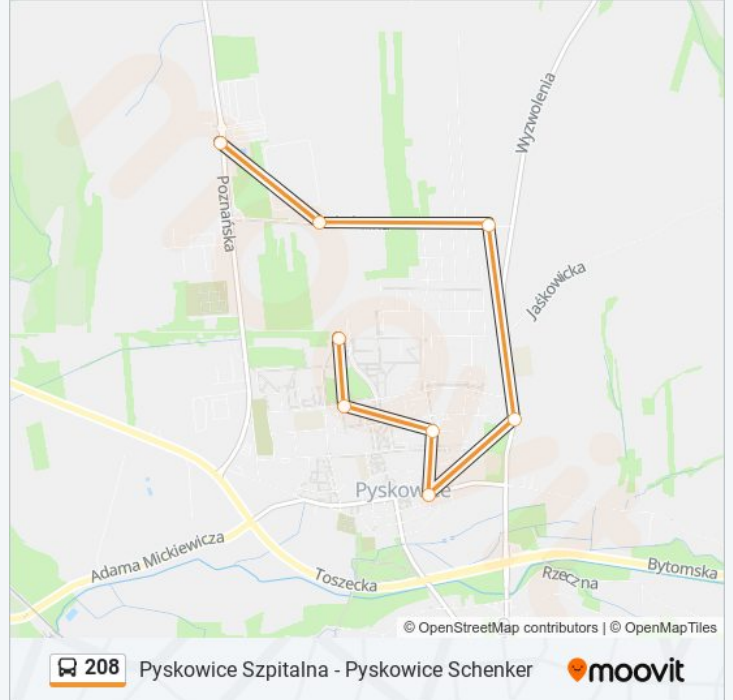 Wyzwolenia
Poznańska
Jaśkowicka
Pyskowice
Adama Mickiewicza
Toszecka
Bytomska
Rzeczna
© OpenStreetMap contributors | © OpenMapTiles
208 Pyskowice Szpitalna - Pyskowice Schenker
moovit